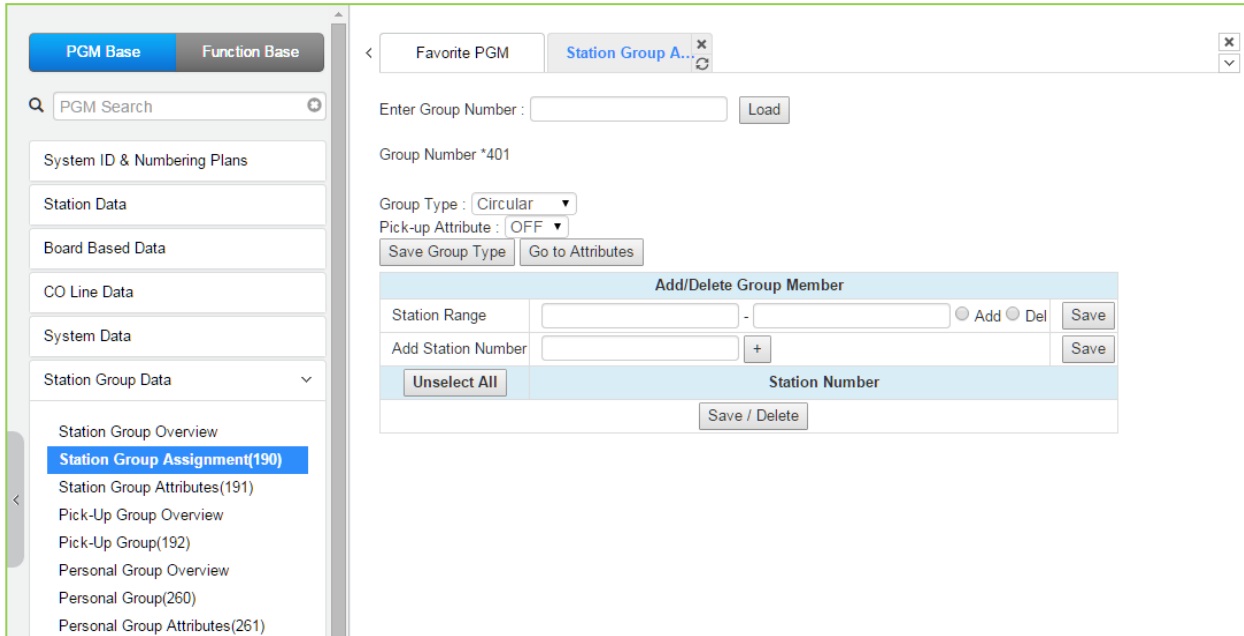 PGM Base
Function Base
PGM Search
System ID & Numbering Plans
Station Data
Board Based Data
CO Line Data
System Data
Station Group Data
Station Group Overview
Station Group Assignment(190)
Station Group Attributes(191)
Pick-Up Group Overview
Pick-Up Group(192)
Personal Group Overview
Personal Group(260)
Personal Group Attributes(261)
Favorite PGM
Station Group A...
Enter Group Number :
Load
Group Number *401
Group Type : Circular
Pick-up Attribute : OFF
Save Group Type
Go to Attributes
Add/Delete Group Member
Station Range - Add Del Save
Add Station Number + Save
Unselect All
Station Number
Save / Delete